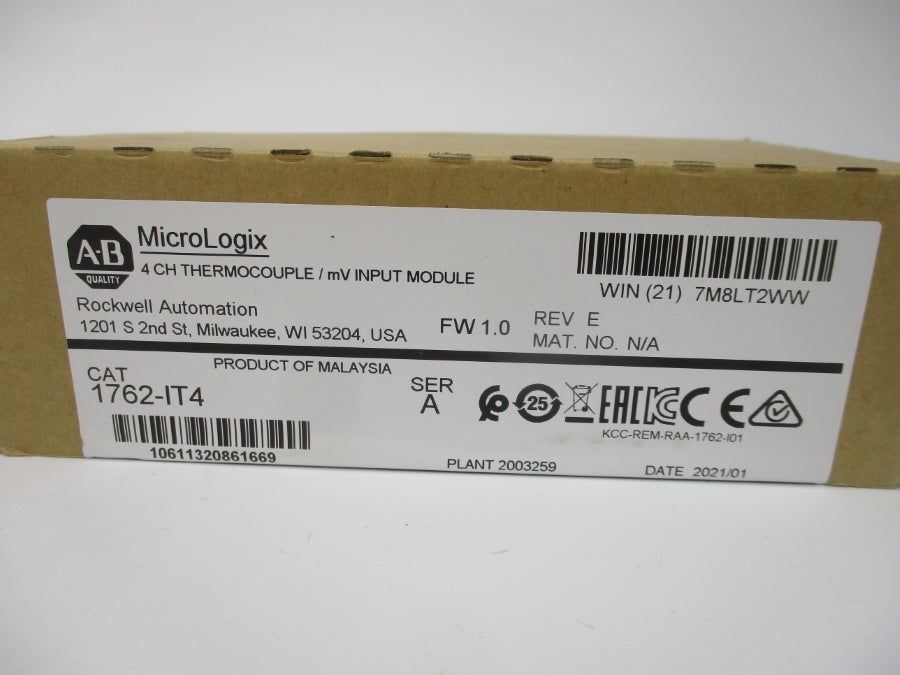 A·B
QUALITY
MicroLogix
4 CH THERMOCOUPLE / mV INPUT MODULE
Rockwell Automation
1201 S 2nd St, Milwaukee, WI 53204, USA
FW 1.0
REV E
MAT. NO. N/A
WIN (21) 7M8LT2WW
PRODUCT OF MALAYSIA
CAT
1762-IT4
10611320861669
SER
A
25
EAC
KC
CE
KCC-REM-RAA-1762-I01
PLANT 2003259
DATE 2021/01